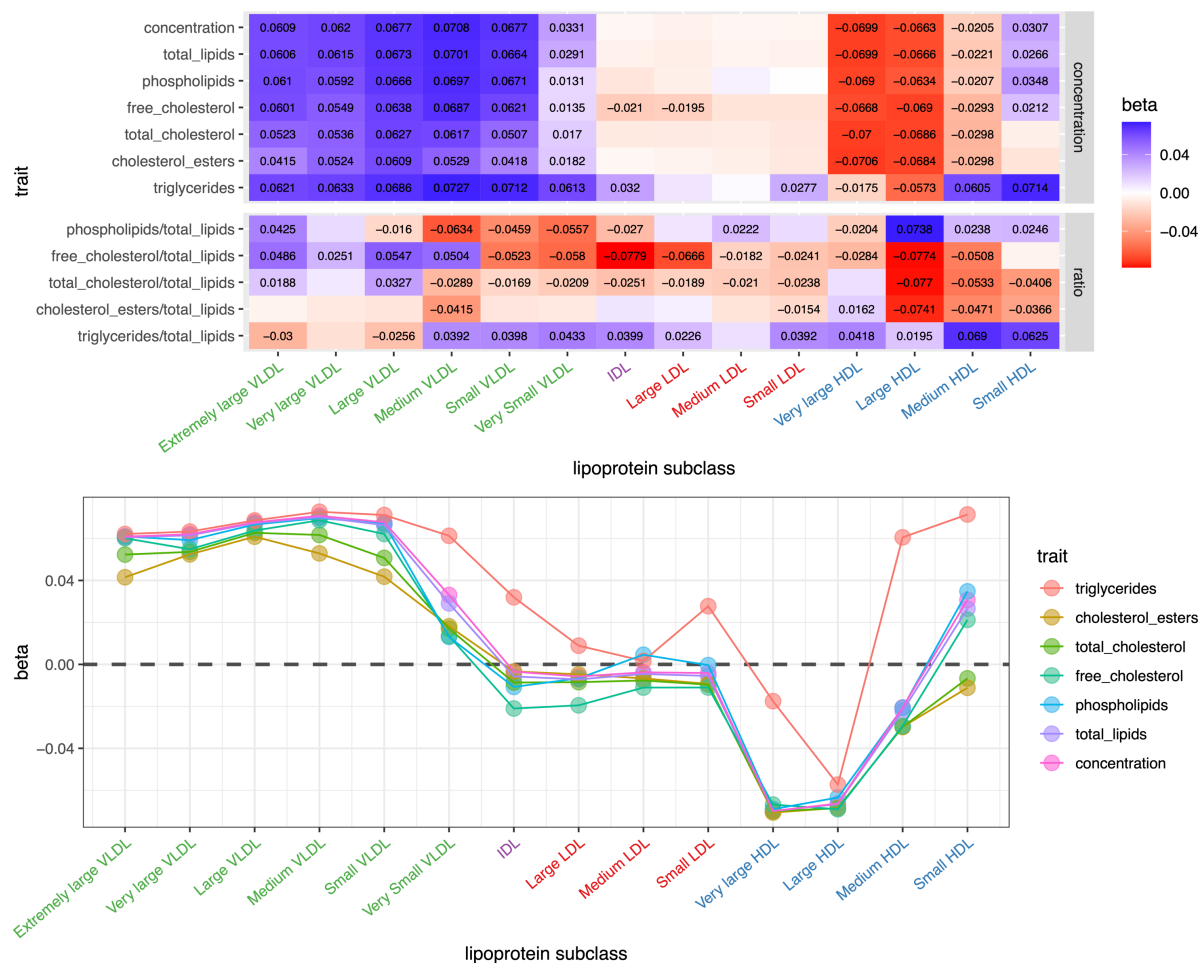 trait
concentration 0.0609 0.062 0.0677 0.0708 0.0677 0.0331 −0.0699 −0.0663 −0.0205 0.0307
total_lipids 0.0606 0.0615 0.0673 0.0701 0.0664 0.0291 −0.0699 −0.0666 −0.0221 0.0266
phospholipids 0.061 0.0592 0.0666 0.0697 0.0671 0.0131 −0.069 −0.0634 −0.0207 0.0348
free_cholesterol 0.0601 0.0549 0.0638 0.0687 0.0621 0.0135 −0.021 −0.0195 −0.0668 −0.069 −0.0293 0.0212
total_cholesterol 0.0523 0.0536 0.0627 0.0617 0.0507 0.017 −0.07 −0.0686 −0.0298
cholesterol_esters 0.0415 0.0524 0.0609 0.0529 0.0418 0.0182 −0.0706 −0.0684 −0.0298
triglycerides 0.0621 0.0633 0.0686 0.0727 0.0712 0.0613 0.032 0.0277 −0.0175 −0.0573 0.0605 0.0714
concentration
phospholipids/total_lipids 0.0425 −0.016 −0.0634 −0.0459 −0.0557 −0.027 0.0222 −0.0204 0.0738 0.0238 0.0246
free_cholesterol/total_lipids 0.0486 0.0251 0.0547 0.0504 −0.0523 −0.058 −0.0779 −0.0666 −0.0182 −0.0241 −0.0284 −0.0774 −0.0508
total_cholesterol/total_lipids 0.0188 0.0327 −0.0289 −0.0169 −0.0209 −0.0251 −0.0189 −0.021 −0.0238 −0.077 −0.0533 −0.0406
cholesterol_esters/total_lipids −0.0415 −0.0154 0.0162 −0.0741 −0.0471 −0.0366
triglycerides/total_lipids −0.03 −0.0256 0.0392 0.0398 0.0433 0.0399 0.0226 0.0392 0.0418 0.0195 0.069 0.0625
ratio
beta
0.04
0.00
−0.04
Extremely large VLDL
Very large VLDL
Large VLDL
Medium VLDL
Small VLDL
Very Small VLDL
IDL
Large LDL
Medium LDL
Small LDL
Very large HDL
Large HDL
Medium HDL
Small HDL
lipoprotein subclass
beta
0.04
0.00
−0.04
Extremely large VLDL
Very large VLDL
Large VLDL
Medium VLDL
Small VLDL
Very Small VLDL
IDL
Large LDL
Medium LDL
Small LDL
Very large HDL
Large HDL
Medium HDL
Small HDL
lipoprotein subclass
trait
triglycerides
cholesterol_esters
total_cholesterol
free_cholesterol
phospholipids
total_lipids
concentration